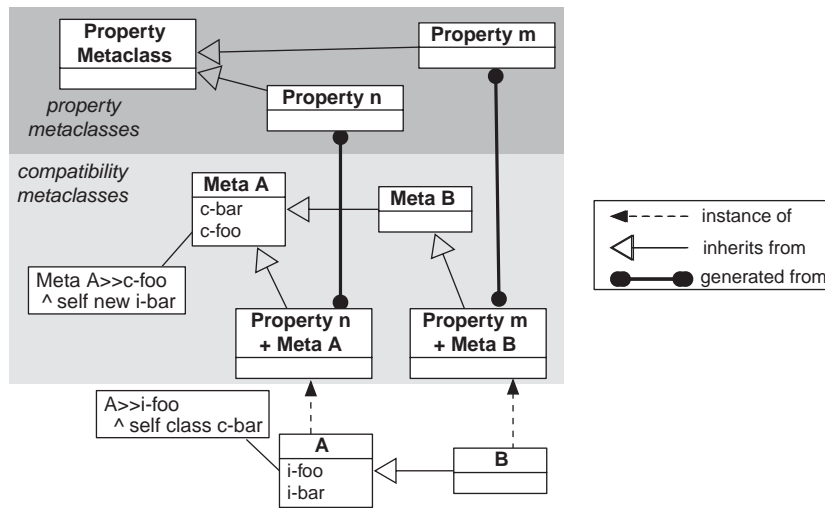 Property
Metaclass
Property m
Property n
property
metaclasses
compatibility
metaclasses
Meta A
c-bar
c-foo
Meta B
Meta A>>c-foo
^ self new i-bar
Property n
+ Meta A
Property m
+ Meta B
A>>i-foo
^ self class c-bar
A
i-foo
i-bar
B
instance of
inherits from
generated from